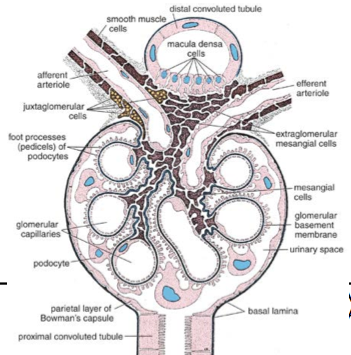 distal convoluted tubule
smooth muscle
cells
macula densa
cells
afferent
arteriole
efferent
arteriole
juxtaglomerular
cells
foot processes
(pedicels) of
podocytes
extraglomerular
mesangial cells
mesangial
cells
glomerular
capillaries
glomerular
basement
membrane
urinary space
podocyte
parietal layer of
Bowman's capsule
basal lamina
proximal convoluted tubule